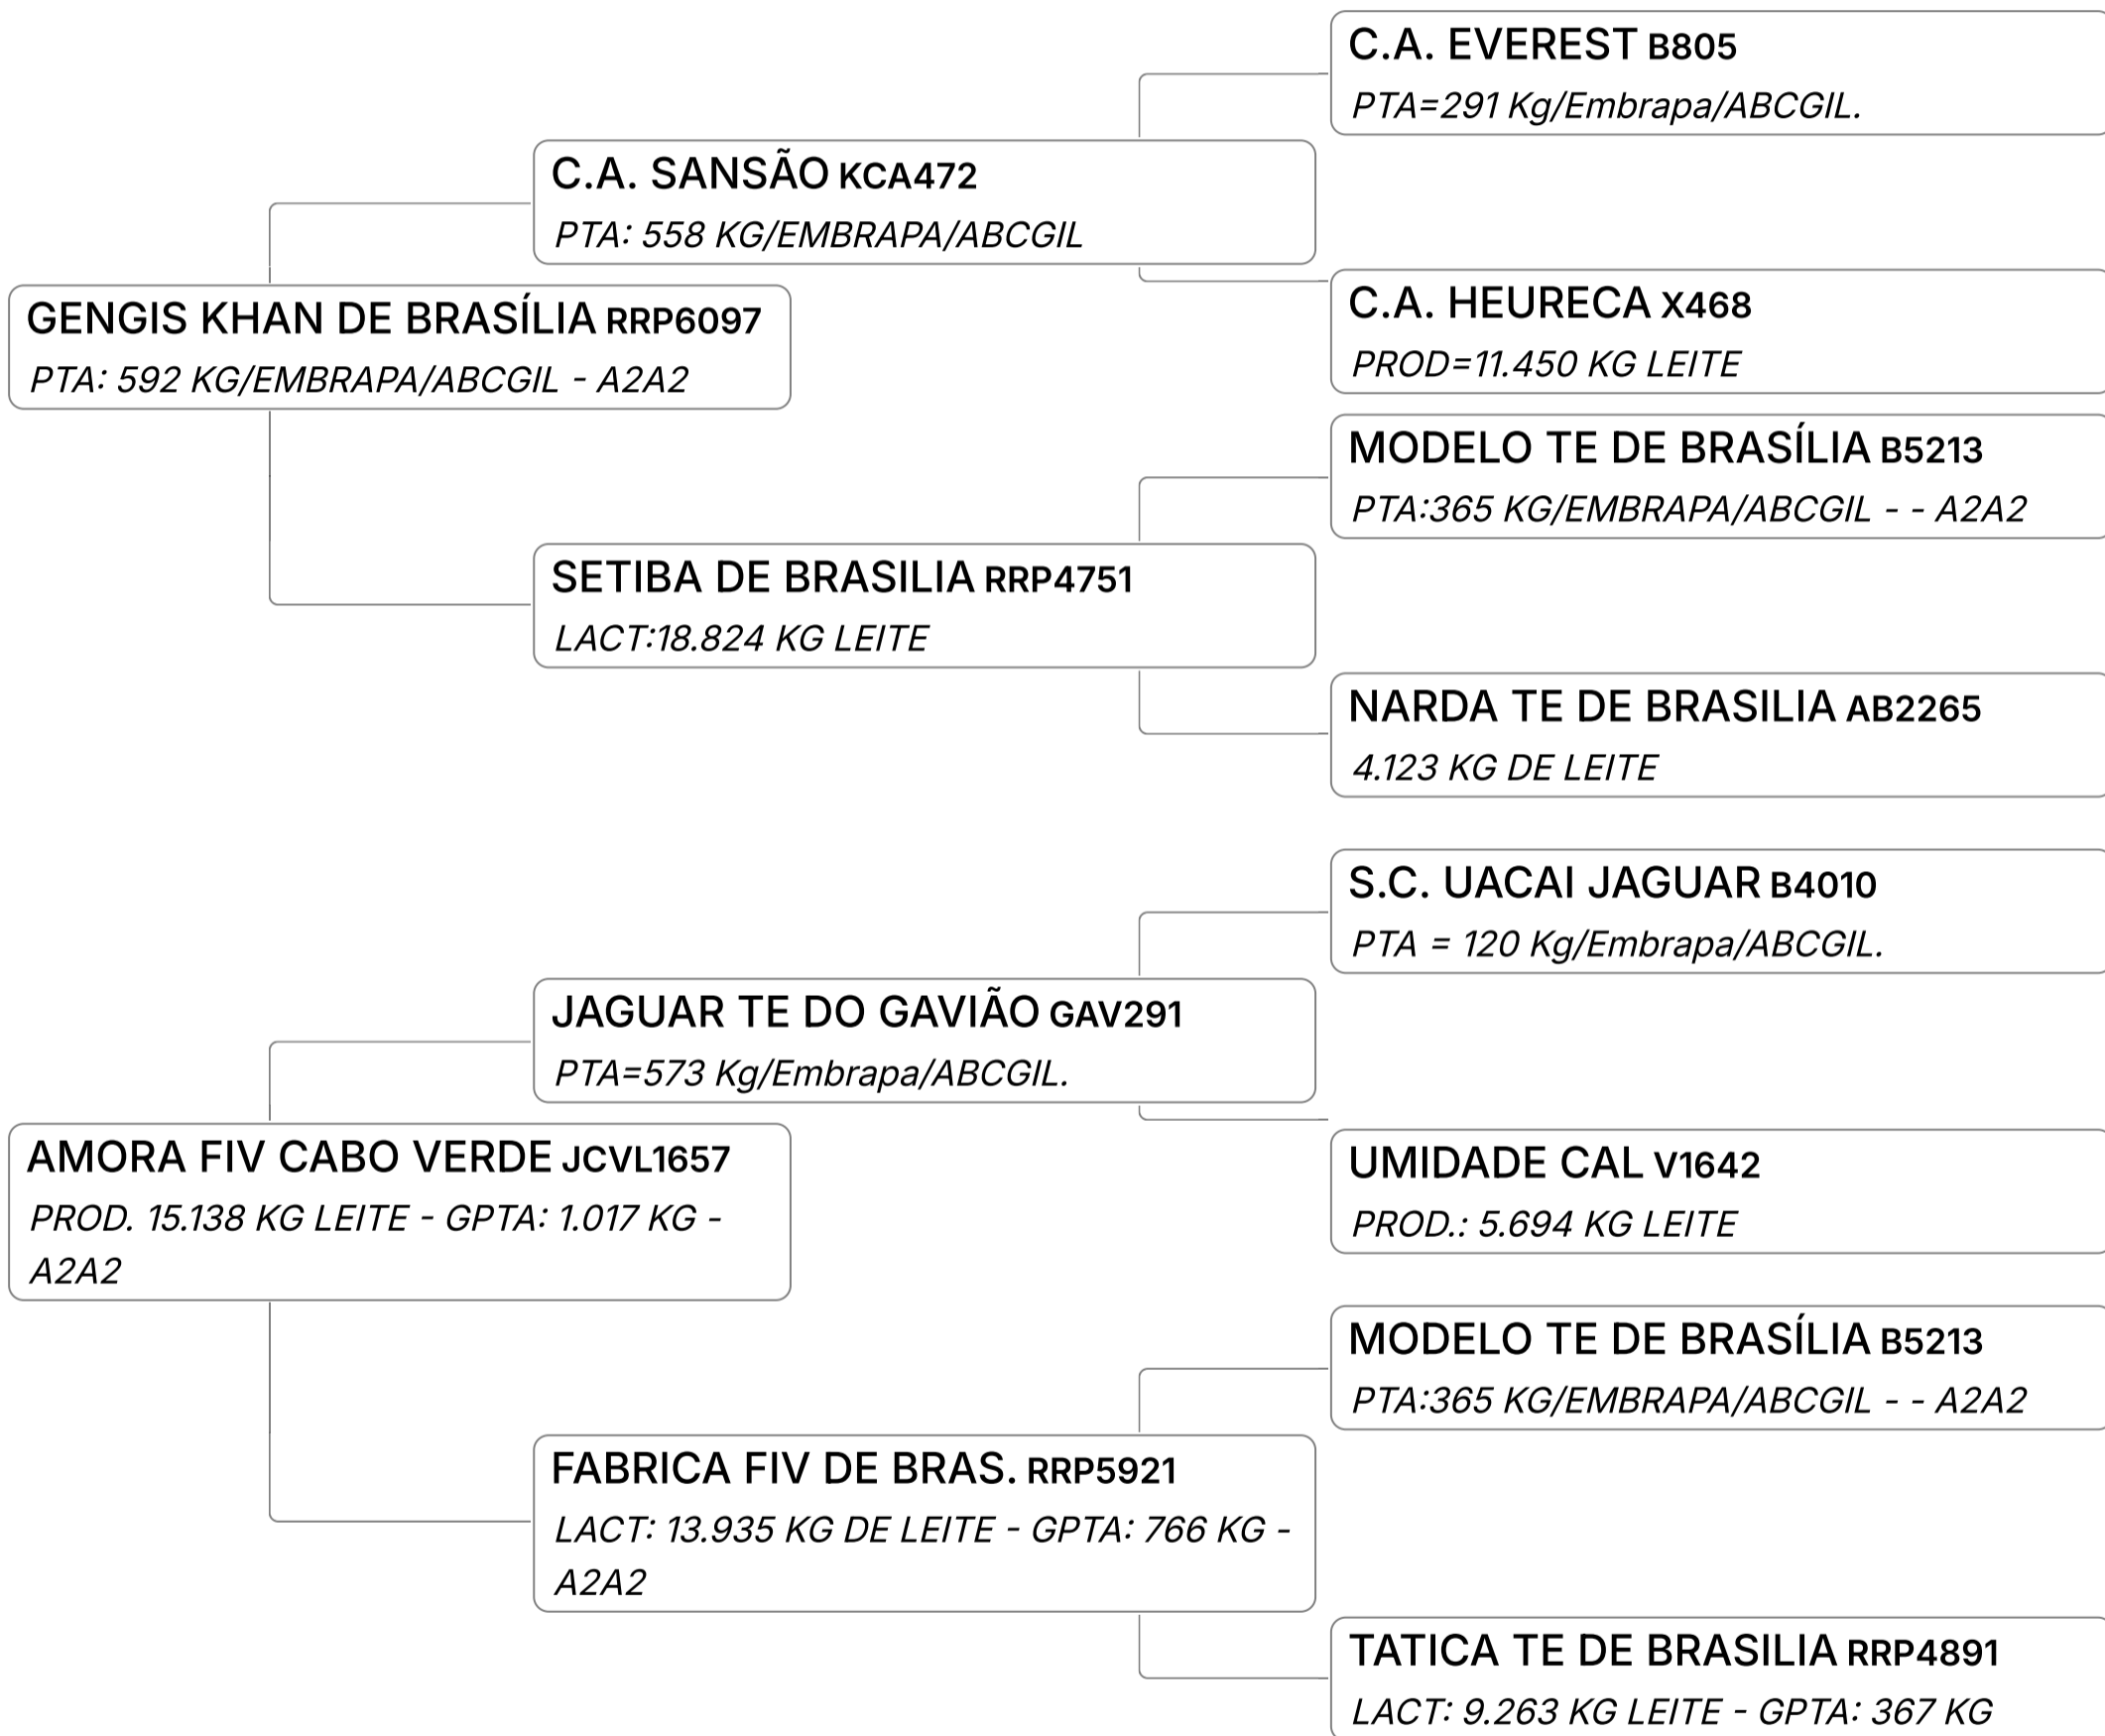 C.A. EVEREST B805
PTA=291 Kg/Embrapa/ABCGIL.
C.A. SANSÃO KCA472
PTA: 558 KG/EMBRAPA/ABCGIL
C.A. HEURECA X468
PROD=11.450 KG LEITE
GENGIS KHAN DE BRASÍLIA RRP6097
PTA: 592 KG/EMBRAPA/ABCGIL - A2A2
MODELO TE DE BRASÍLIA B5213
PTA:365 KG/EMBRAPA/ABCGIL - - A2A2
SETIBA DE BRASILIA RRP4751
LACT:18.824 KG LEITE
NARDA TE DE BRASILIA AB2265
4.123 KG DE LEITE
S.C. UACAI JAGUAR B4010
PTA = 120 Kg/Embrapa/ABCGIL.
JAGUAR TE DO GAVIÃO GAV291
PTA=573 Kg/Embrapa/ABCGIL.
UMIDADE CAL V1642
PROD.: 5.694 KG LEITE
AMORA FIV CABO VERDE JCVL1657
PROD. 15.138 KG LEITE - GPTA: 1.017 KG -
A2A2
MODELO TE DE BRASÍLIA B5213
PTA:365 KG/EMBRAPA/ABCGIL - - A2A2
FABRICA FIV DE BRAS. RRP5921
LACT: 13.935 KG DE LEITE - GPTA: 766 KG -
A2A2
TATICA TE DE BRASILIA RRP4891
LACT: 9.263 KG LEITE - GPTA: 367 KG